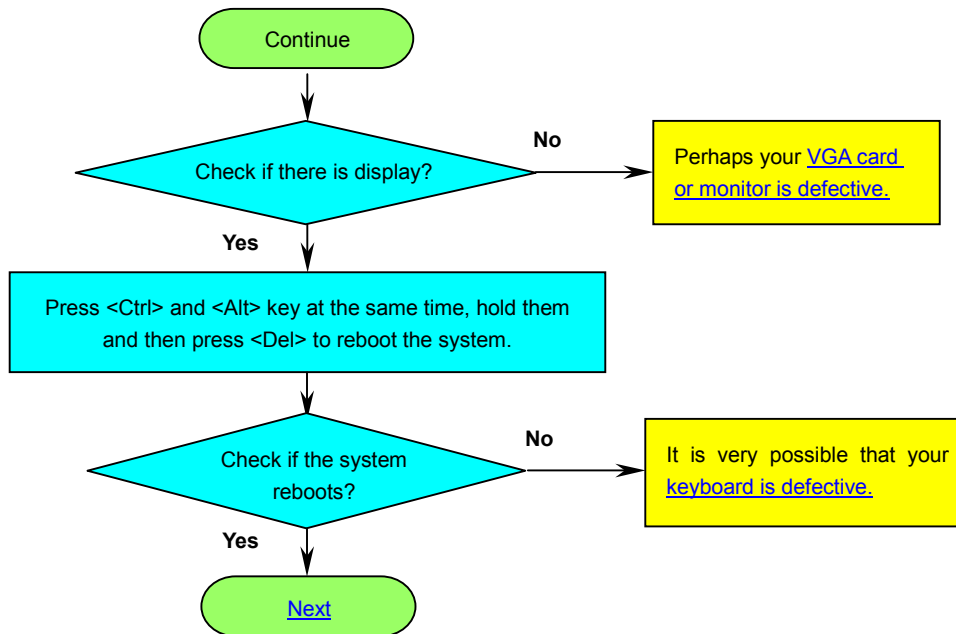 Continue
Check if there is display?
No
Perhaps your VGA card
or monitor is defective.
Yes
Press <Ctrl> and <Alt> key at the same time, hold them
and then press <Del> to reboot the system.
Check if the system
reboots?
No
It is very possible that your
keyboard is defective.
Yes
Next